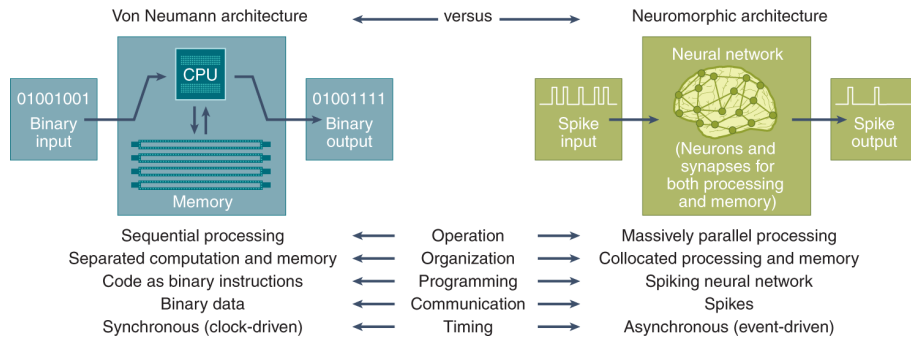 Von Neumann architecture
versus
Neuromorphic architecture
CPU
01001001
Binary
input
01001111
Binary
output
Memory
Neural network
Spike
input
(Neurons and
synapses for
both processing
and memory)
Spike
output
Sequential processing Operation Massively parallel processing
Separated computation and memory Organization Collocated processing and memory
Code as binary instructions Programming Spiking neural network
Binary data Communication Spikes
Synchronous (clock-driven) Timing Asynchronous (event-driven)